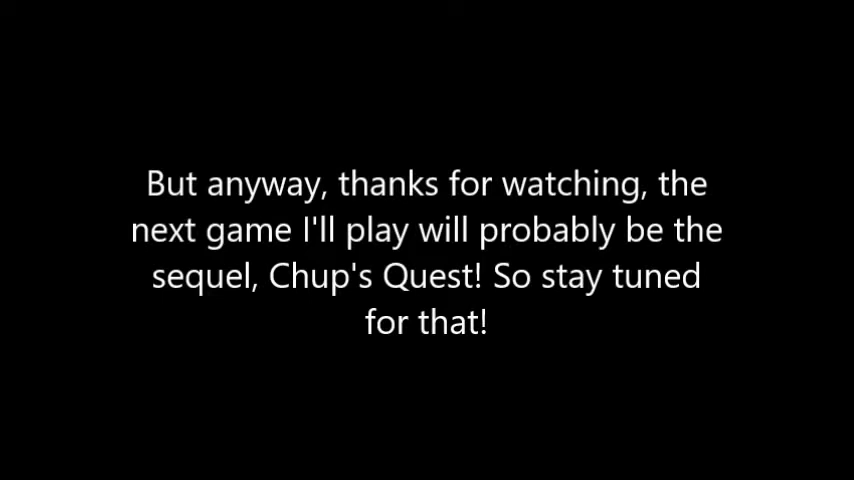 But anyway, thanks for watching, the
next game I'll play will probably be the
sequel, Chup's Quest! So stay tuned
for that!